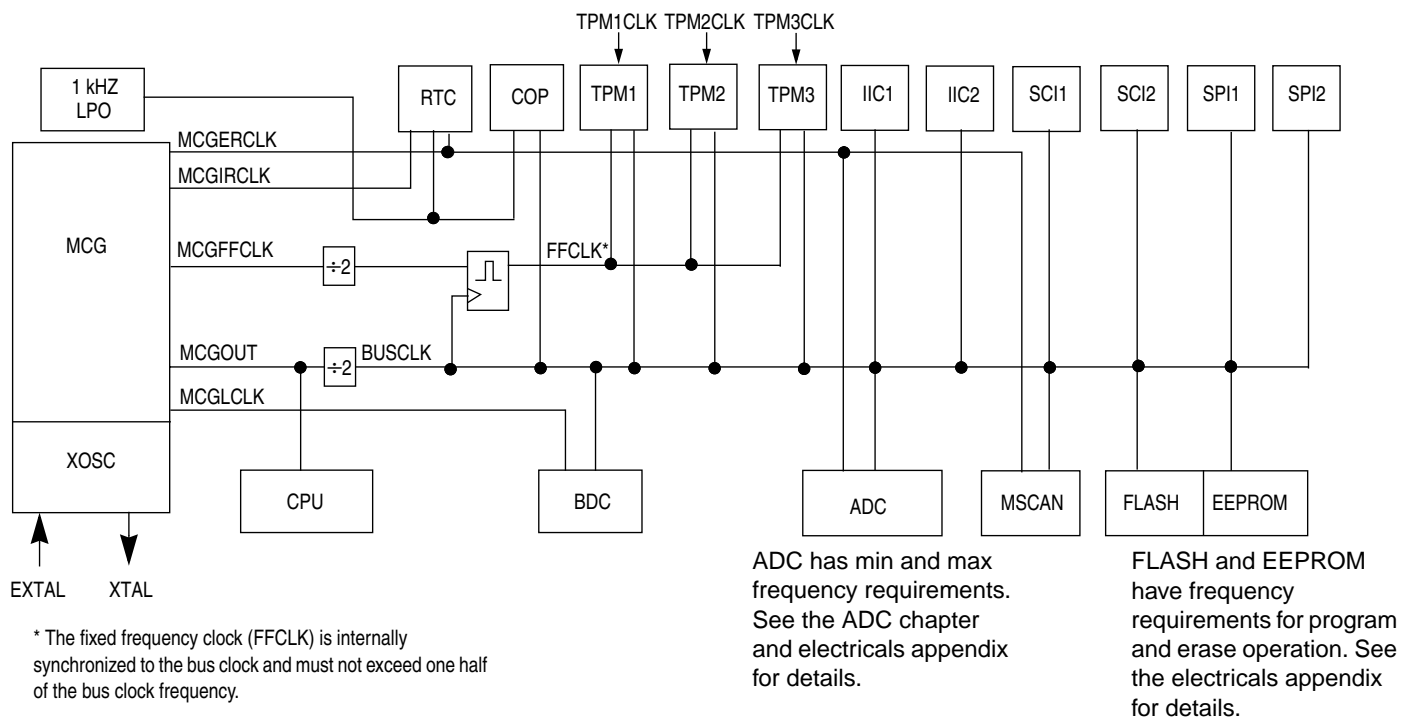 TPM1CLK TPM2CLK TPM3CLK
1 kHZ
LPO
RTC
COP
TPM1
TPM2
TPM3
IIC1
IIC2
SCI1
SCI2
SPI1
SPI2
MCGERCLK
MCGIRCLK
MCG
MCGFFCLK
÷2
FFCLK*
MCGOUT
÷2
BUSCLK
MCGLCLK
XOSC
CPU
BDC
ADC
MSCAN
FLASH
EEPROM
EXTAL
XTAL
ADC has min and max
frequency requirements.
See the ADC chapter
and electricals appendix
for details.
FLASH and EEPROM
have frequency
requirements for program
and erase operation. See
the electricals appendix
for details.
* The fixed frequency clock (FFCLK) is internally
synchronized to the bus clock and must not exceed one half
of the bus clock frequency.